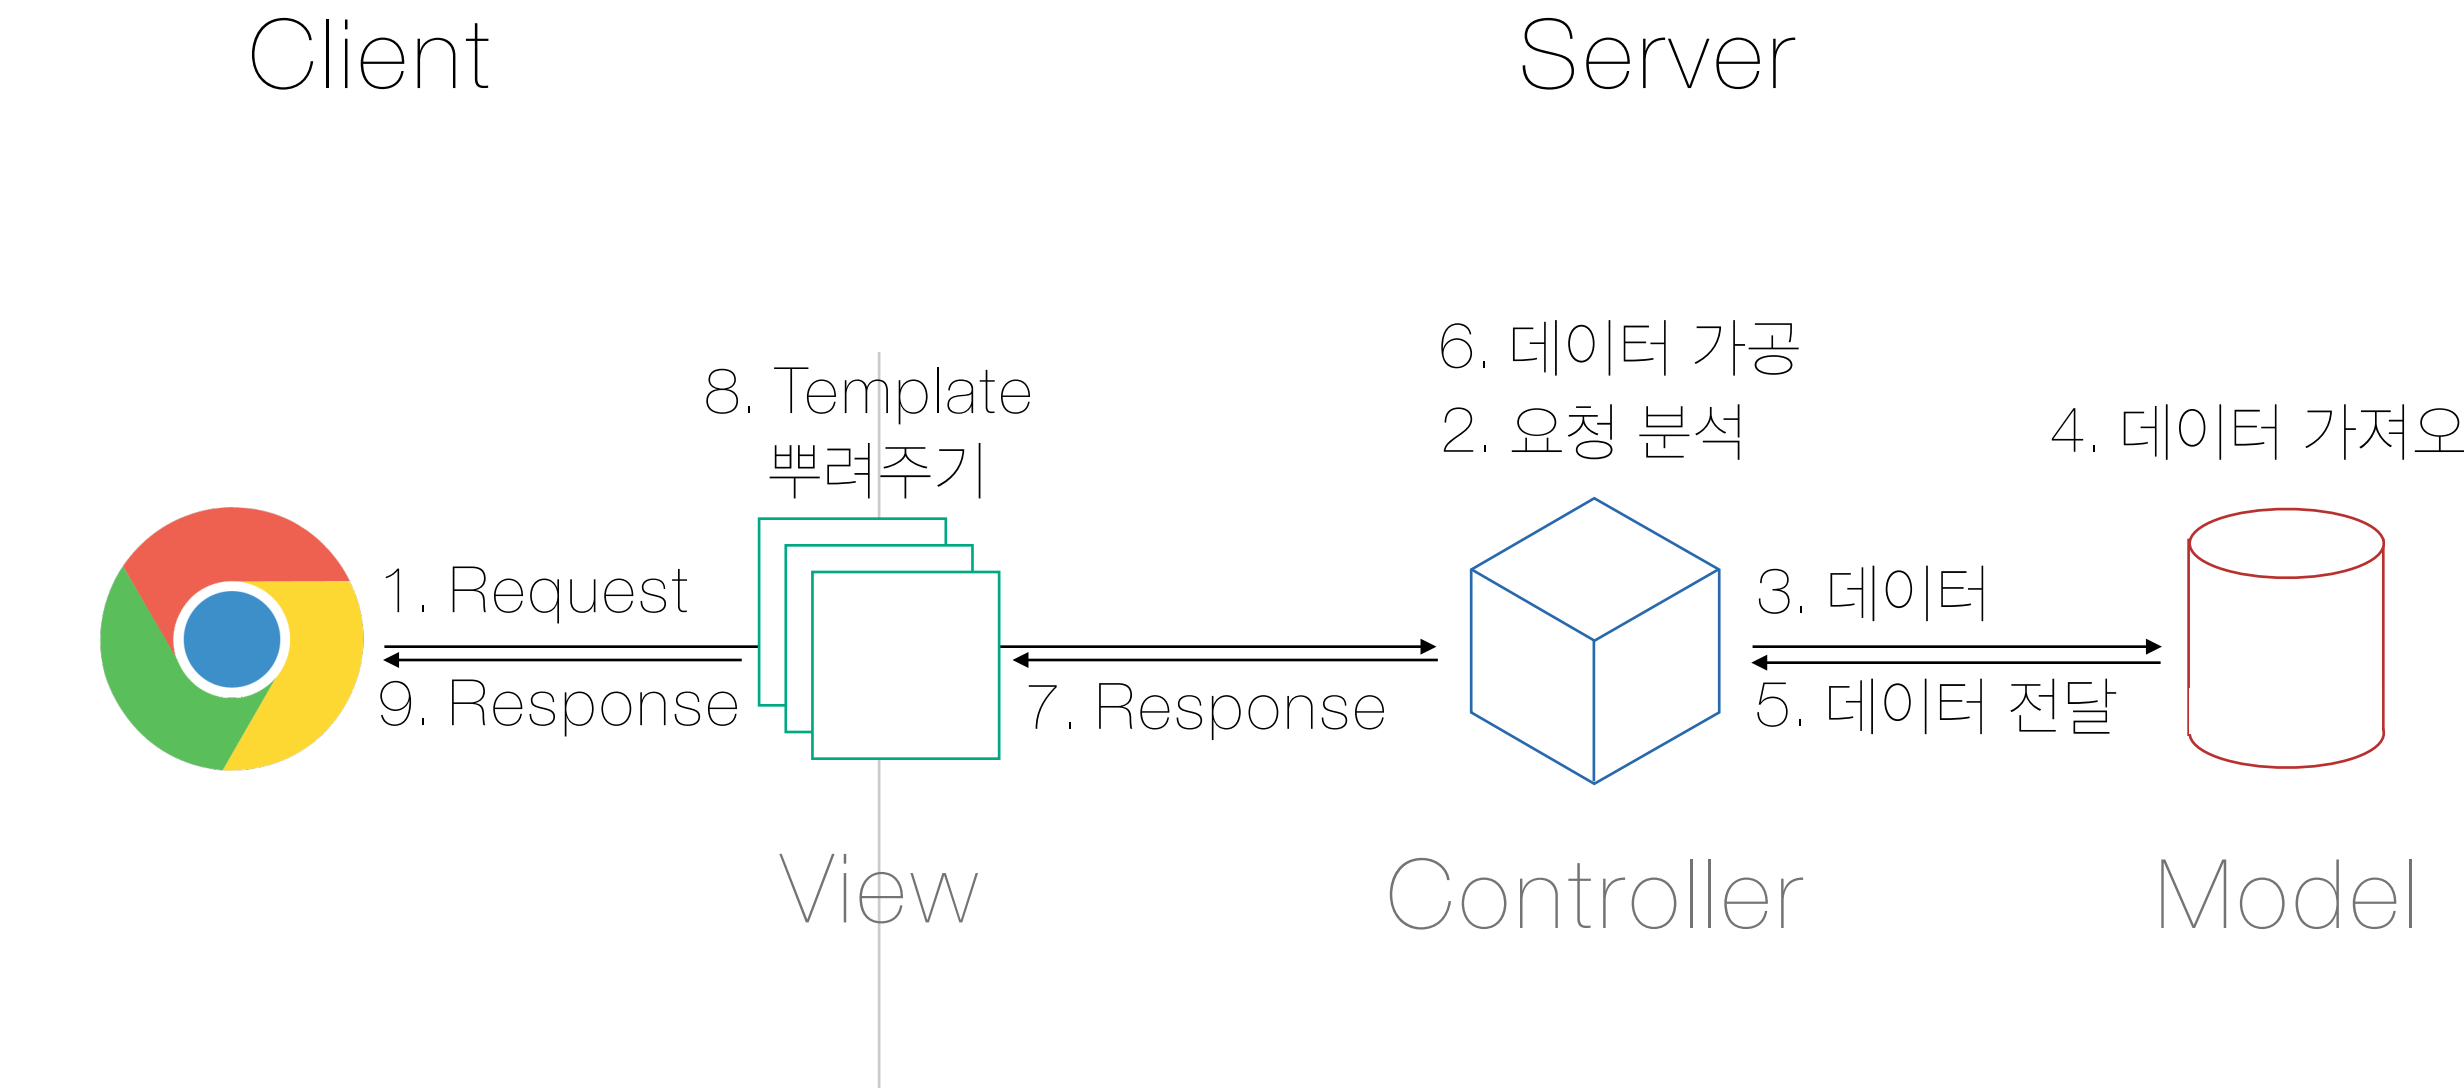 Client
Server
6. 데이터 가공
8. Template
뿌려주기
2. 요청 분석
4. 데이터 가져오
1. Request
3. 데이터
9. Response
7. Response
5. 데이터 전달
View
Controller
Model